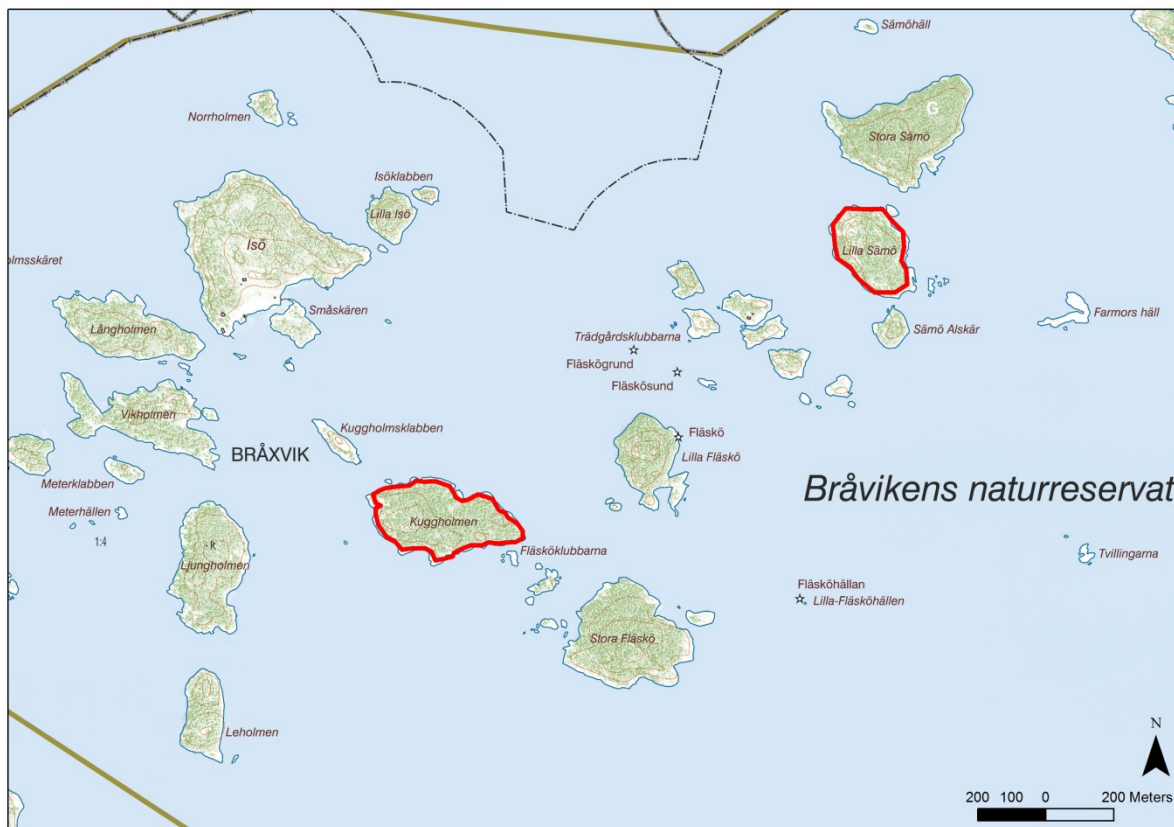 Sämöhäll
G
Norrholmen
Stora Sämö
Isöklabben
Lilla Isö
Isö
Lilla Sämö
olmsskäret
Småskären
Farmors häll
Långholmen
Sämö Alskär
Trädgårdsklubbarna
Fläskögrund
Fläskösund
Vikholmen
Kuggholmsklabben
Fläskö
BRÅXVIK
Lilla Fläskö
Meterklabben
Bråvikens naturreservat
Meterhällen
Kuggholmen
1:4
k
Fläsköklubbarna
Tvillingarna
Ljungholmen
Fläsköhällan
Lilla-Fläsköhällen
Stora Fläskö
Leholmen
N
200 100 0 200 Meters